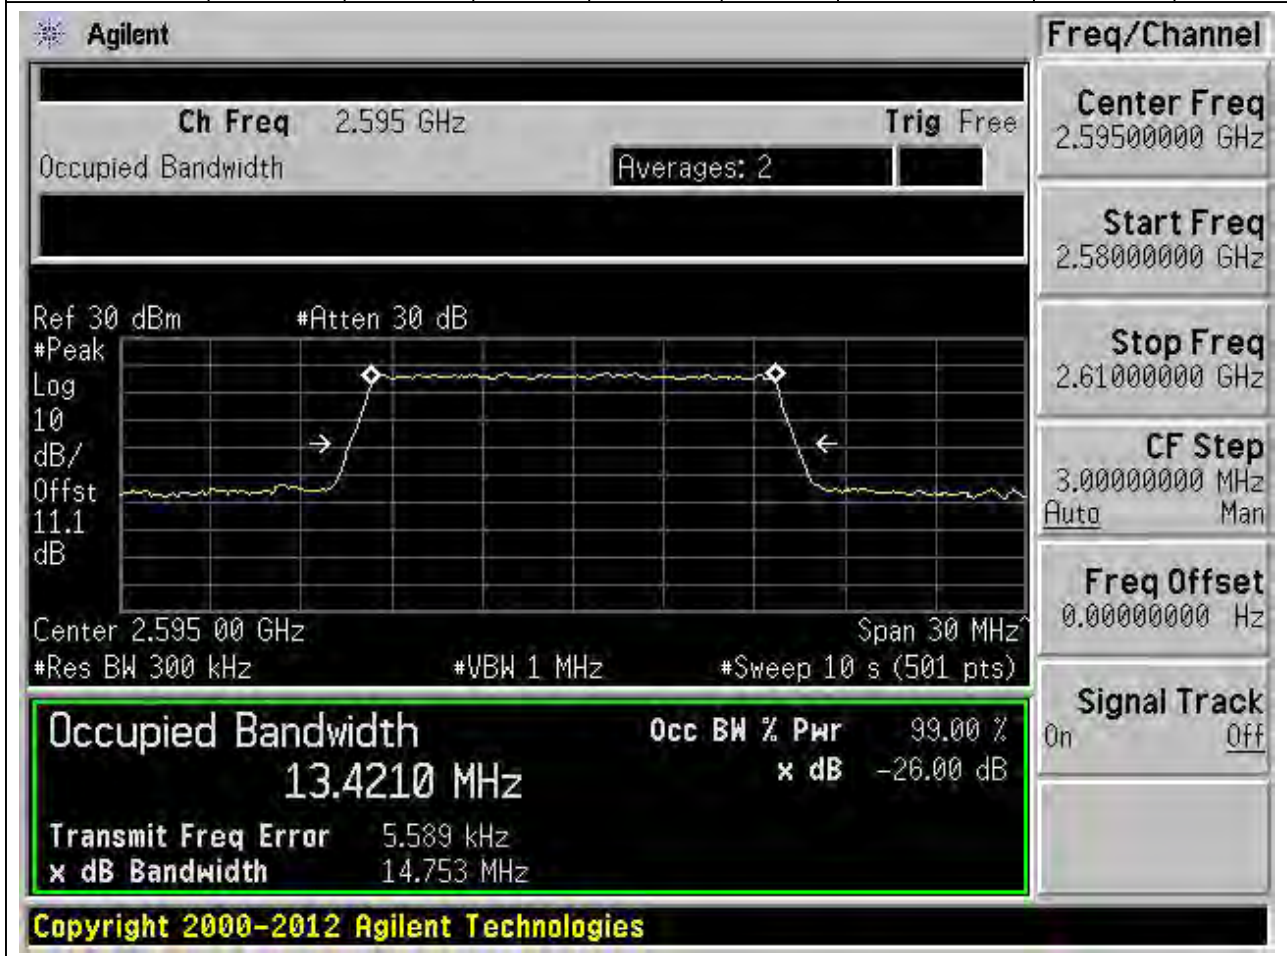 Agilent
Freq/Channel
Ch Freq 2.595 GHz Trig Free
Occupied Bandwidth Averages: 2
Center Freq
2.59500000 GHz
Start Freq
2.58000000 GHz
Stop Freq
2.61000000 GHz
CF Step
3.00000000 MHz
Auto Man
Freq Offset
0.00000000 Hz
Signal Track
On Off
Ref 30 dBm #Atten 30 dB
#Peak
Log
10
dB/
Offst
11.1
dB
Center 2.595 00 GHz Span 30 MHz^
#Res BW 300 kHz #VBW 1 MHz #Sweep 10 s (501 pts)
Occupied Bandwidth Occ BW % Pwr 99.00 %
13.4210 MHz x dB -26.00 dB
Transmit Freq Error 5.589 kHz
x dB Bandwidth 14.753 MHz
Copyright 2000-2012 Agilent Technologies